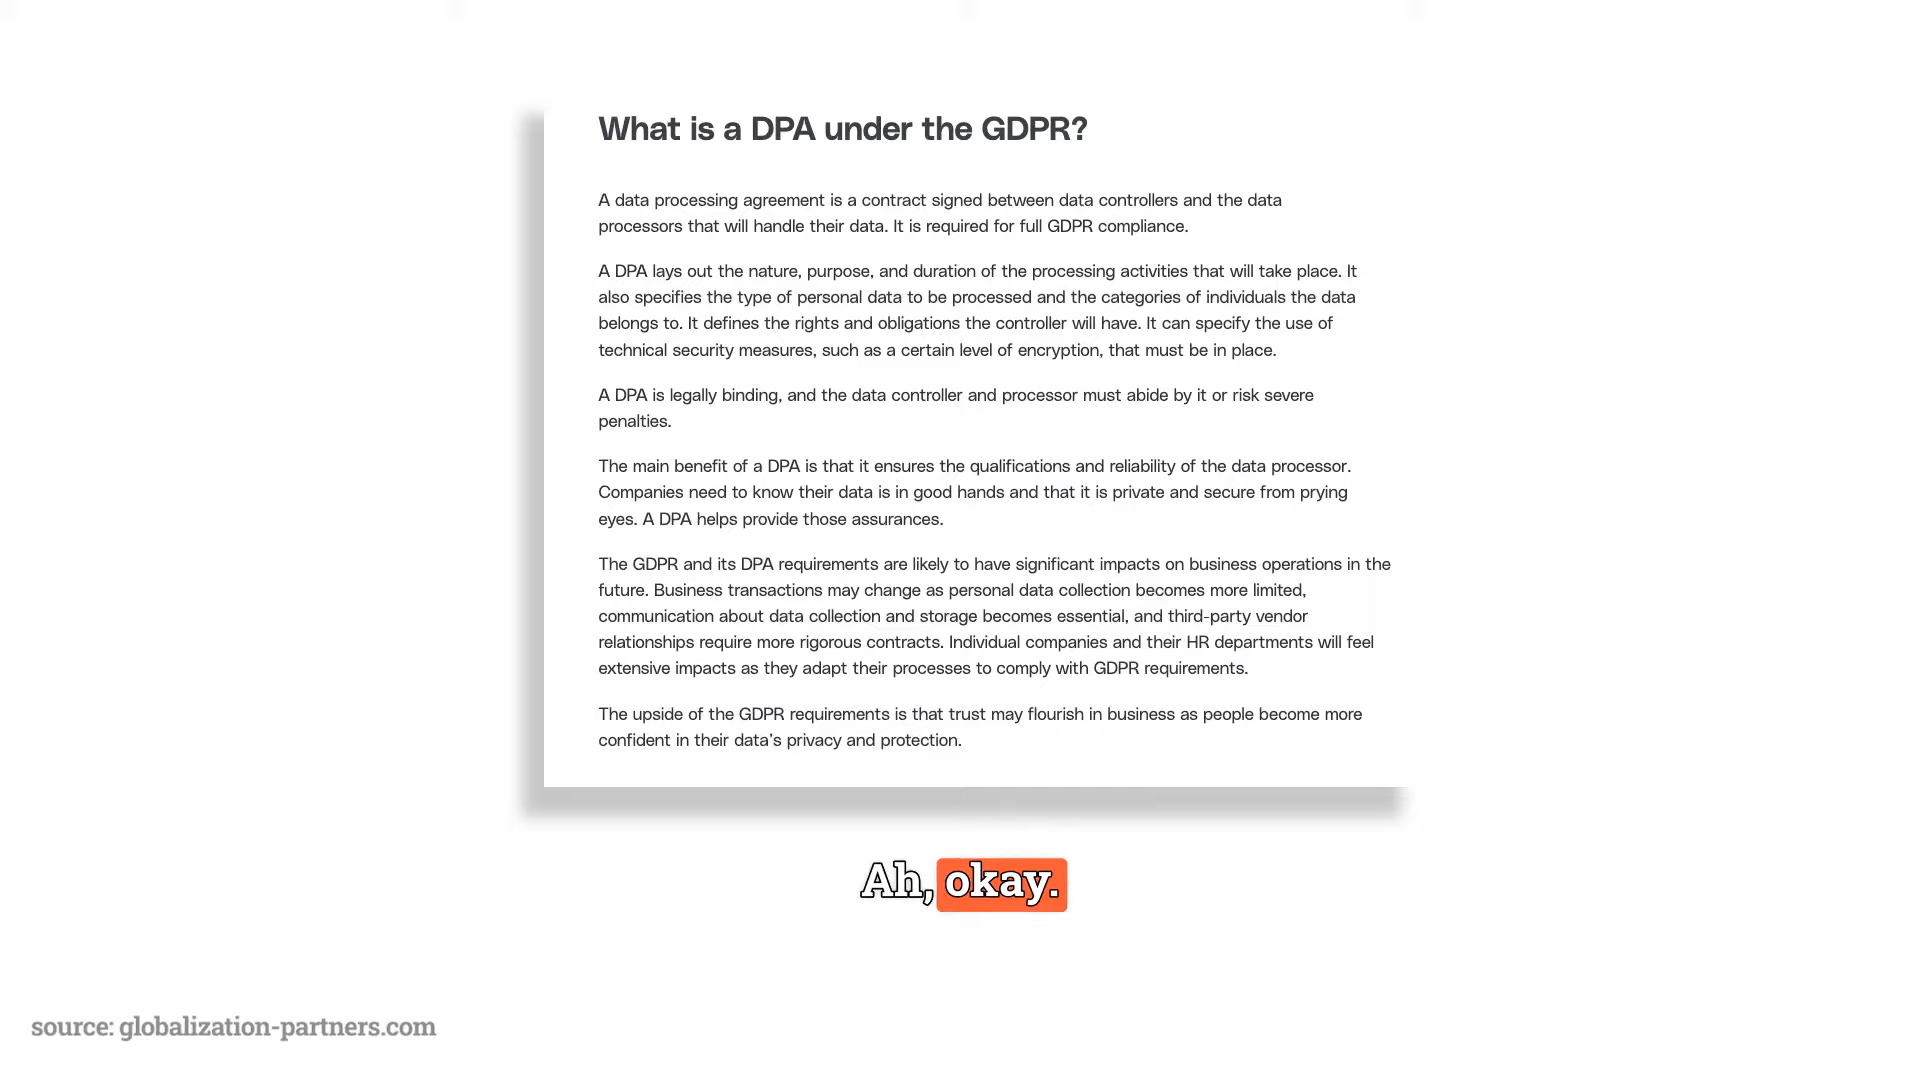 What is a DPA under the GDPR?
A data processing agreement is a contract signed between data controllers and the data
processors that will handle their data. It is required for full GDPR compliance.
A DPA lays out the nature, purpose, and duration of the processing activities that will take place. It
also specifies the type of personal data to be processed and the categories of individuals the data
belongs to. It defines the rights and obligations the controller will have. It can specify the use of
technical security measures, such as a certain level of encryption, that must be in place.
A DPA is legally binding, and the data controller and processor must abide by it or risk severe
penalties.
The main benefit of a DPA is that it ensures the qualifications and reliability of the data processor.
Companies need to know their data is in good hands and that it is private and secure from prying
eyes. A DPA helps provide those assurances.
The GDPR and its DPA requirements are likely to have significant impacts on business operations in the
future. Business transactions may change as personal data collection becomes more limited,
communication about data collection and storage becomes essential, and third-party vendor
relationships require more rigorous contracts. Individual companies and their HR departments will feel
extensive impacts as they adapt their processes to comply with GDPR requirements.
The upside of the GDPR requirements is that trust may flourish in business as people become more
confident in their data's privacy and protection.
Ah, okay.
source: globalization-partners.com